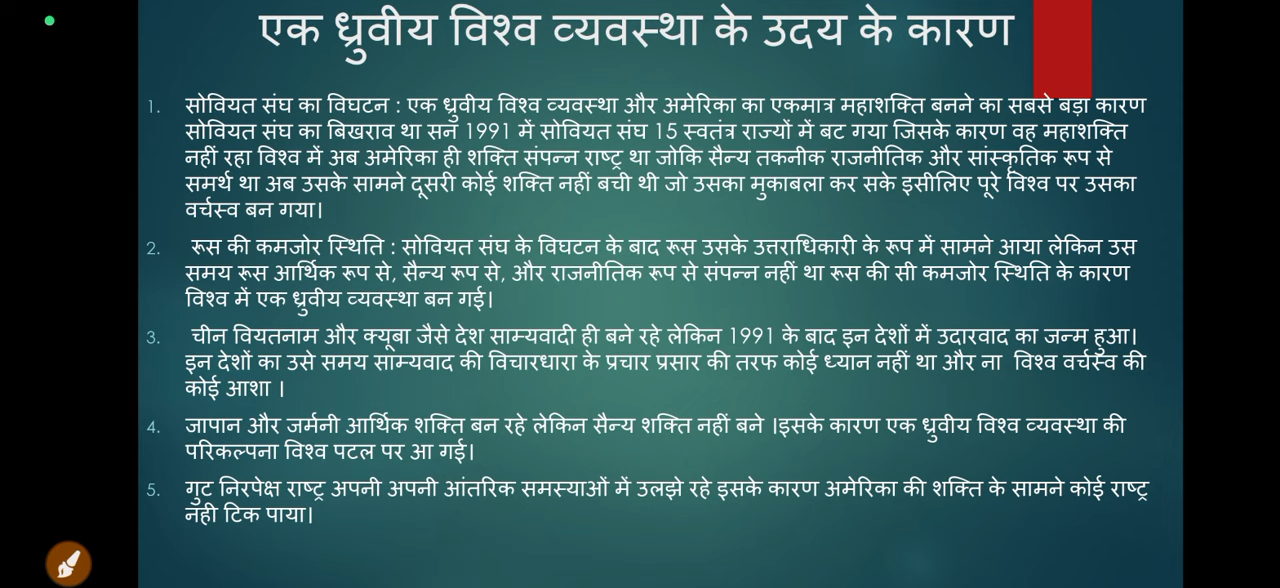 एक ध्रुवीय विश्व व्यवस्था के उदय के कारण
1. सोवियत संघ का विघटन : एक ध्रुवीय विश्व व्यवस्था और अमेरिका का एकमात्र महाशक्ति बनने का सबसे बड़ा कारण
सोवियत संघ का बिखराव था सन 1991 में सोवियत संघ 15 स्वतंत्र राज्यों में बट गया जिसके कारण वह महाशक्ति
नहीं रहा विश्व में अब अमेरिका ही शक्ति संपन्न राष्ट्र था जोकि सैन्य तकनीक राजनीतिक और सांस्कृतिक रूप से
समर्थ था अब उसके सामने दूसरी कोई शक्ति नहीं बची थी जो उसका मुकाबला कर सके इसीलिए पूरे विश्व पर उसका
वर्चस्व बन गया।
2. रूस की कमजोर स्थिति : सोवियत संघ के विघटन के बाद रूस उसके उत्तराधिकारी के रूप में सामने आया लेकिन उस
समय रूस आर्थिक रूप से, सैन्य रूप से, और राजनीतिक रूप से संपन्न नहीं था रूस की सी कमजोर स्थिति के कारण
विश्व में एक ध्रुवीय व्यवस्था बन गई।
3. चीन वियतनाम और क्यूबा जैसे देश साम्यवादी ही बने रहे लेकिन 1991 के बाद इन देशों में उदारवाद का जन्म हुआ।
इन देशों का उसे समय साम्यवाद की विचारधारा के प्रचार प्रसार की तरफ कोई ध्यान नहीं था और ना विश्व वर्चस्व की
कोई आशा ।
4. जापान और जर्मनी आर्थिक शक्ति बन रहे लेकिन सैन्य शक्ति नहीं बने ।इसके कारण एक ध्रुवीय विश्व व्यवस्था की
परिकल्पना विश्व पटल पर आ गई।
5. गुट निरपेक्ष राष्ट्र अपनी अपनी आंतरिक समस्याओं में उलझे रहे इसके कारण अमेरिका की शक्ति के सामने कोई राष्ट्र
नही टिक पाया।